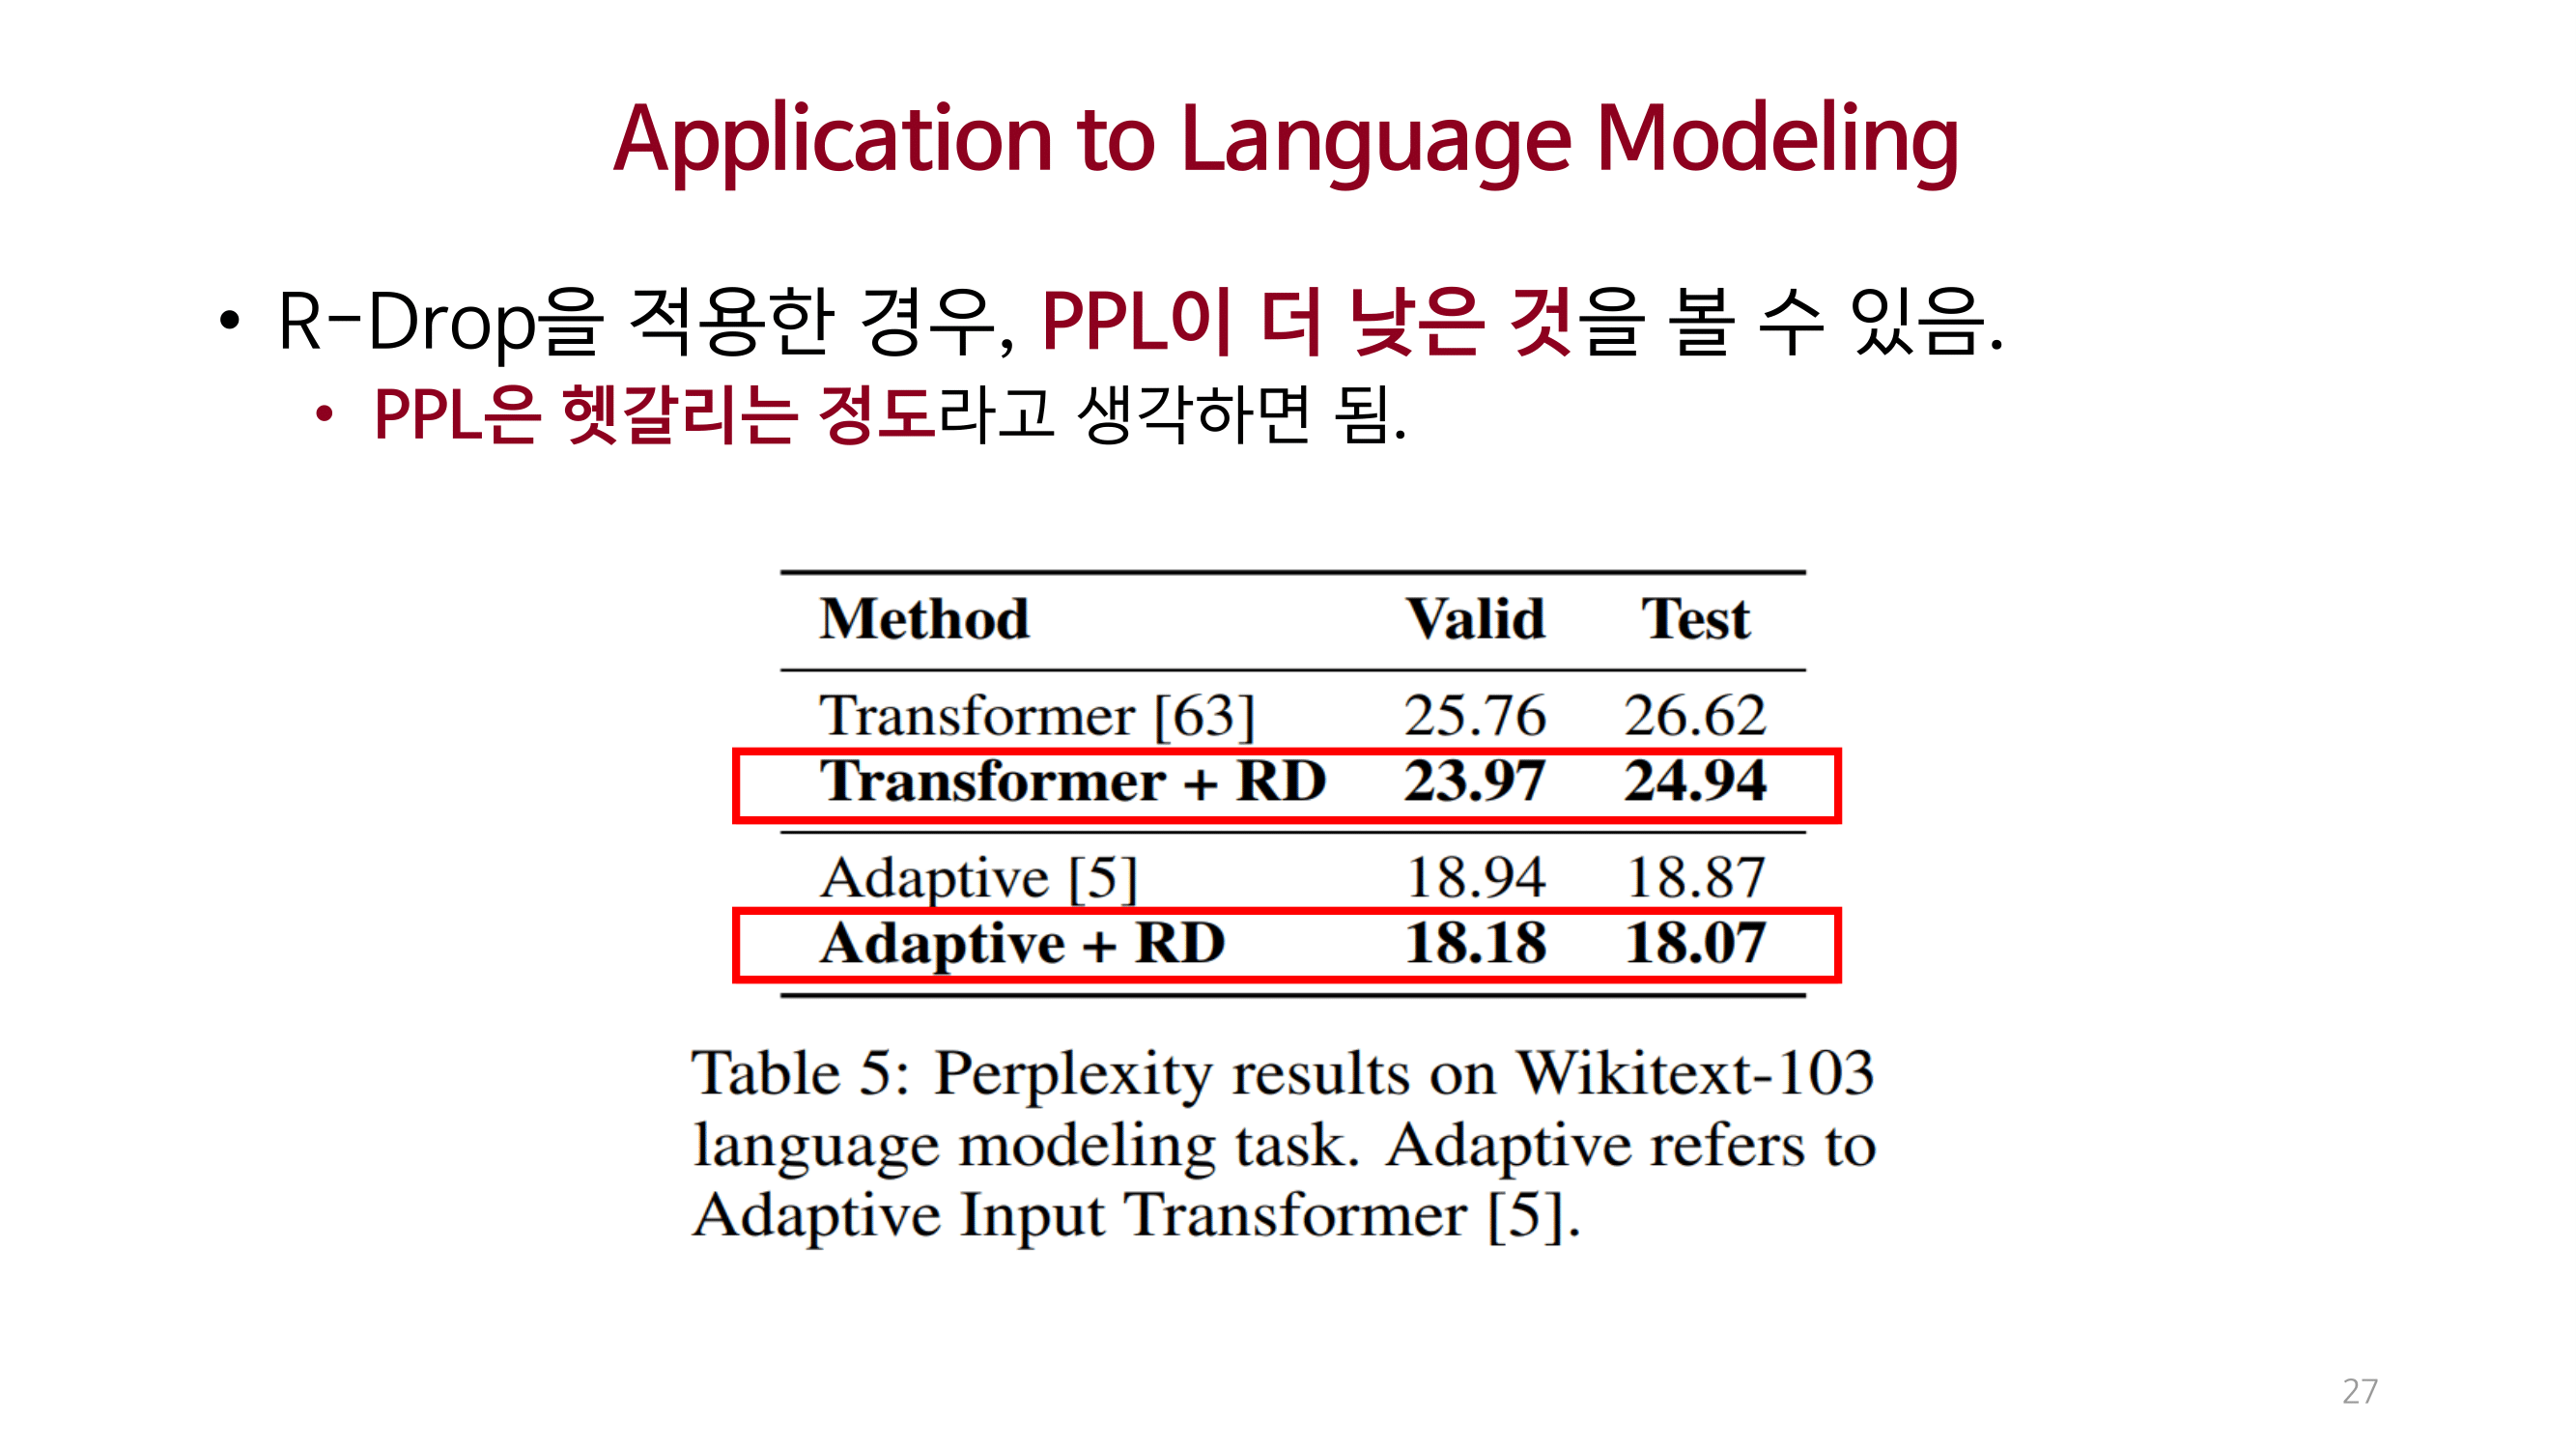 Application to Language Modeling
• R-Drop을 적용한 경우, PPL이 더 낮은 것을 볼 수 있음.
• PPL은 헷갈리는 정도라고 생각하면 됨.
Method Valid Test
Transformer [63] 25.76 26.62
Transformer + RD 23.97 24.94
Adaptive [5] 18.94 18.87
Adaptive + RD 18.18 18.07
Table 5: Perplexity results on Wikitext-103
language modeling task. Adaptive refers to
Adaptive Input Transformer [5].
27